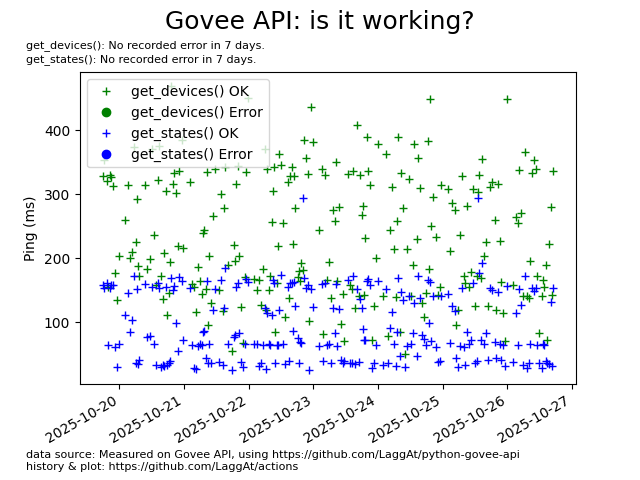 Govee API: is it working?
get_devices(): No recorded error in 7 days.
get_states(): No recorded error in 7 days.
get_devices() OK
get_devices() Error
get_states() OK
get_states() Error
Ping (ms)
400
300
200
100
2025-10-20
2025-10-21
2025-10-22
2025-10-23
2025-10-24
2025-10-25
2025-10-26
2025-10-27
data source: Measured on Govee API, using https://github.com/LaggAt/python-govee-api
history & plot: https://github.com/LaggAt/actions